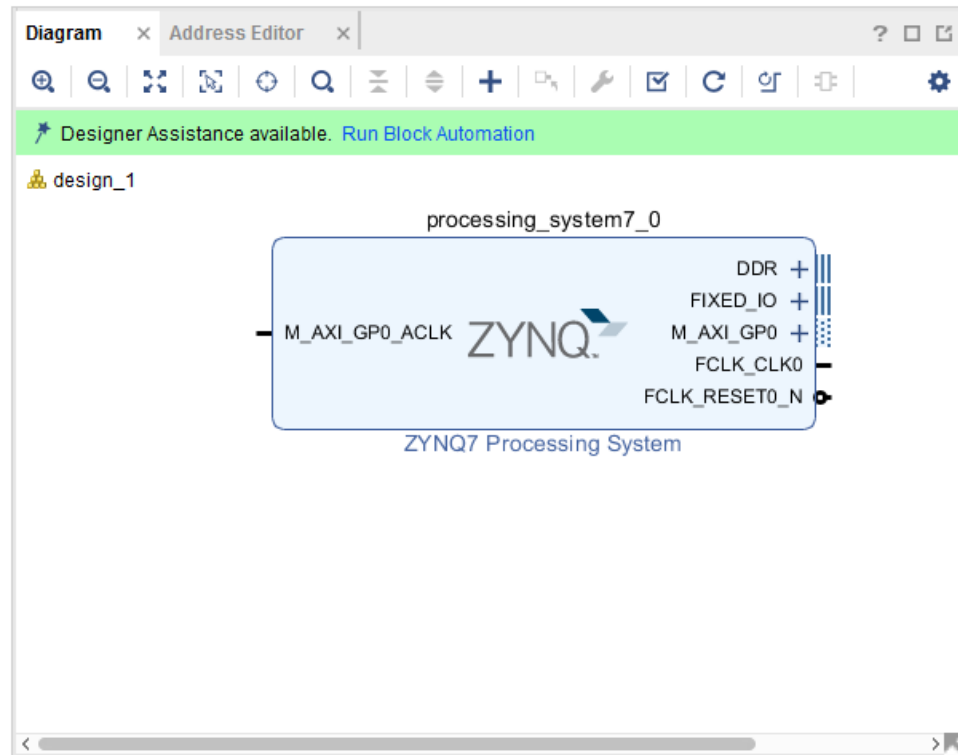 Diagram × Address Editor × ?
Designer Assistance available. Run Block Automation
design_1
processing_system7_0
DDR
FIXED_IO
M_AXI_GP0_ACLK ZYNQ M_AXI_GP0
FCLK_CLK0
FCLK_RESET0_N
ZYNQ7 Processing System